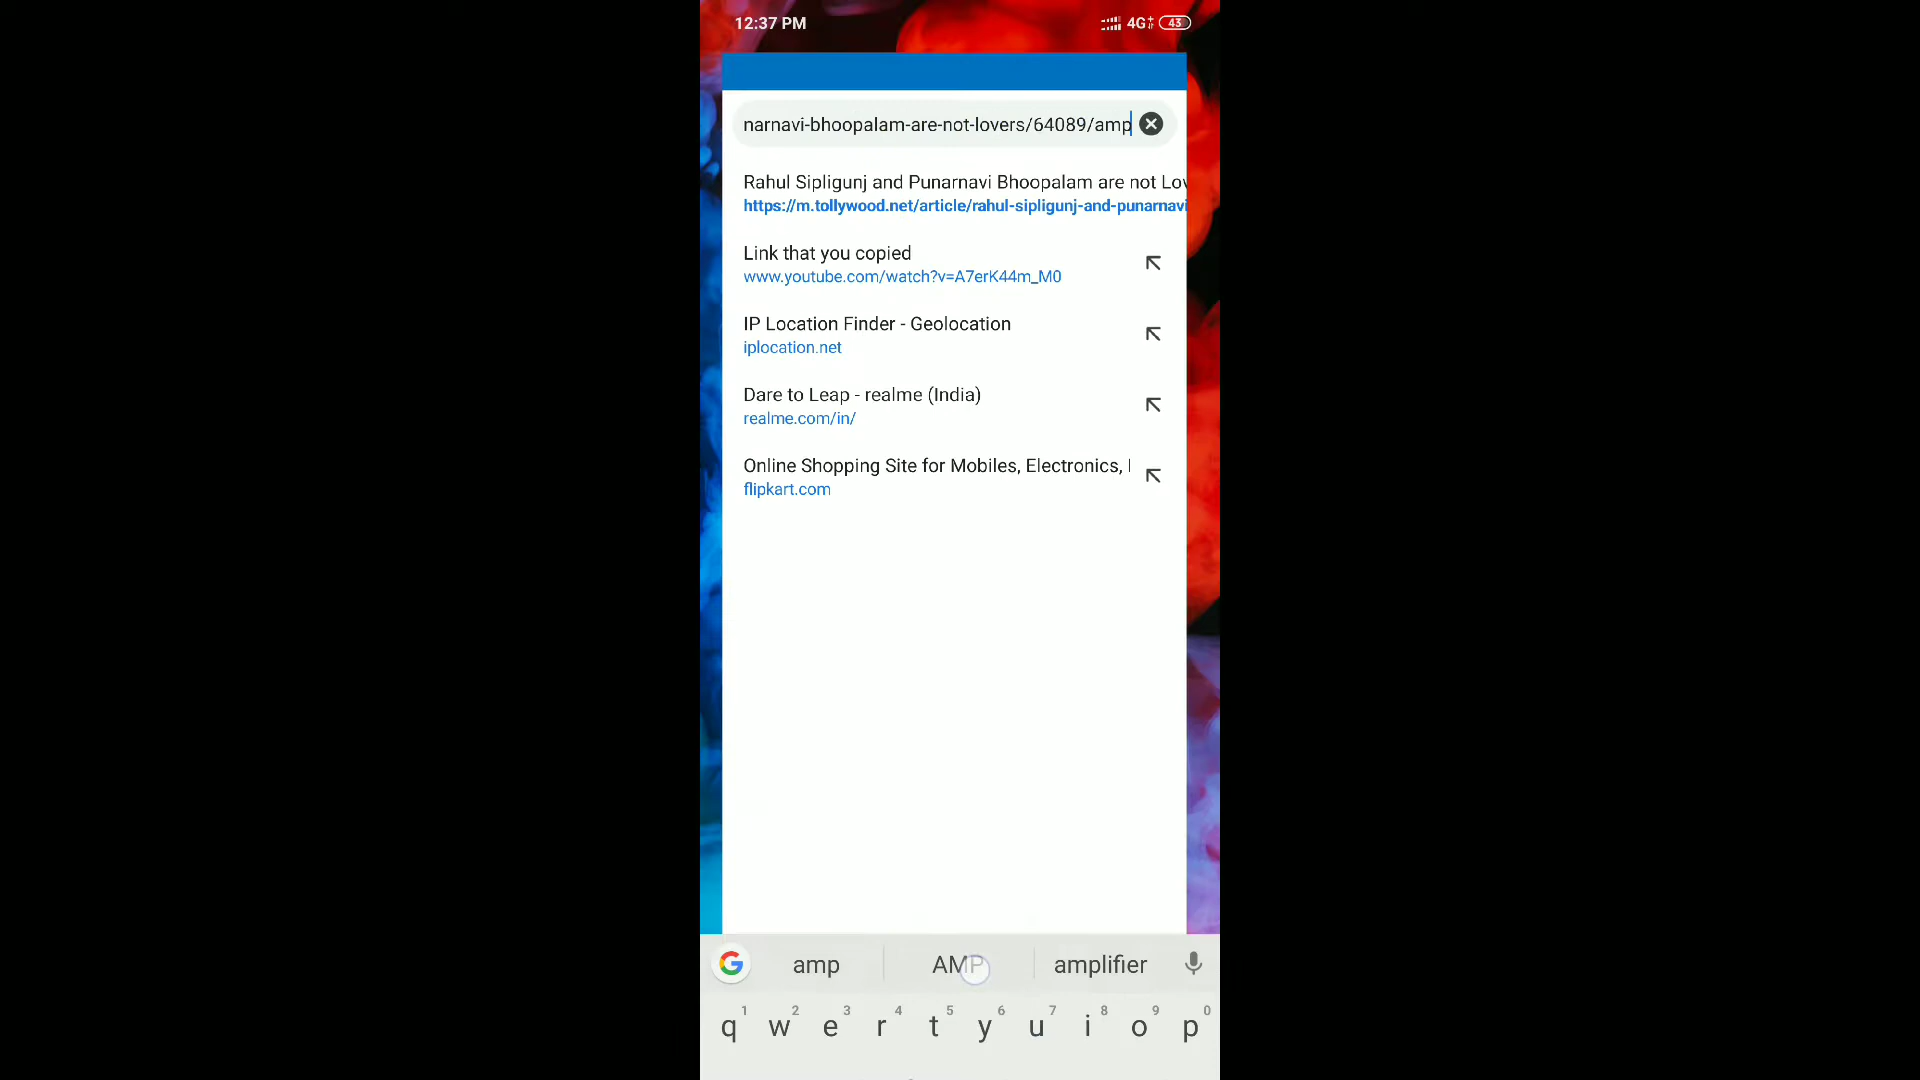 12:37 PM
4G+ 43
narnavi-bhoopalam-are-not-lovers/64089/amp
Rahul Sipligunj and Punarnavi Bhoopalam are not Lov
https://m.tollywood.net/article/rahul-sipligunj-and-punarnavi
Link that you copied
www.youtube.com/watch?v=A7erK44m_M0
IP Location Finder - Geolocation
iplocation.net
Dare to Leap - realme (India)
realme.com/in/
Online Shopping Site for Mobiles, Electronics,
flipkart.com
amp AMP amplifier
1 2 3 4 5 6 7 8 9 0
q w e r t y u i o p